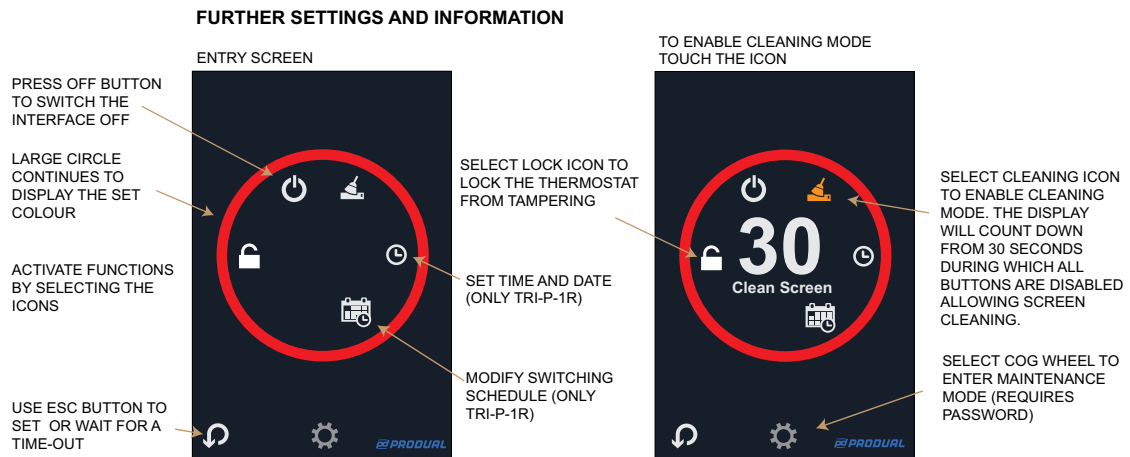 FURTHER SETTINGS AND INFORMATION
ENTRY SCREEN
PRESS OFF BUTTON
TO SWITCH THE
INTERFACE OFF
LARGE CIRCLE
CONTINUES TO
DISPLAY THE SET
COLOUR
ACTIVATE FUNCTIONS
BY SELECTING THE
ICONS
USE ESC BUTTON TO
SET OR WAIT FOR A
TIME-OUT
PRODUAL
SET TIME AND DATE
(ONLY TRI-P-1R)
MODIFY SWITCHING
SCHEDULE (ONLY
TRI-P-1R)
TO ENABLE CLEANING MODE
TOUCH THE ICON
SELECT LOCK ICON TO
LOCK THE THERMOSTAT
FROM TAMPERING
30
Clean Screen
PRODUAL
SELECT CLEANING ICON
TO ENABLE CLEANING
MODE. THE DISPLAY
WILL COUNT DOWN
FROM 30 SECONDS
DURING WHICH ALL
BUTTONS ARE DISABLED
ALLOWING SCREEN
CLEANING.
SELECT COG WHEEL TO
ENTER MAINTENANCE
MODE (REQUIRES
PASSWORD)